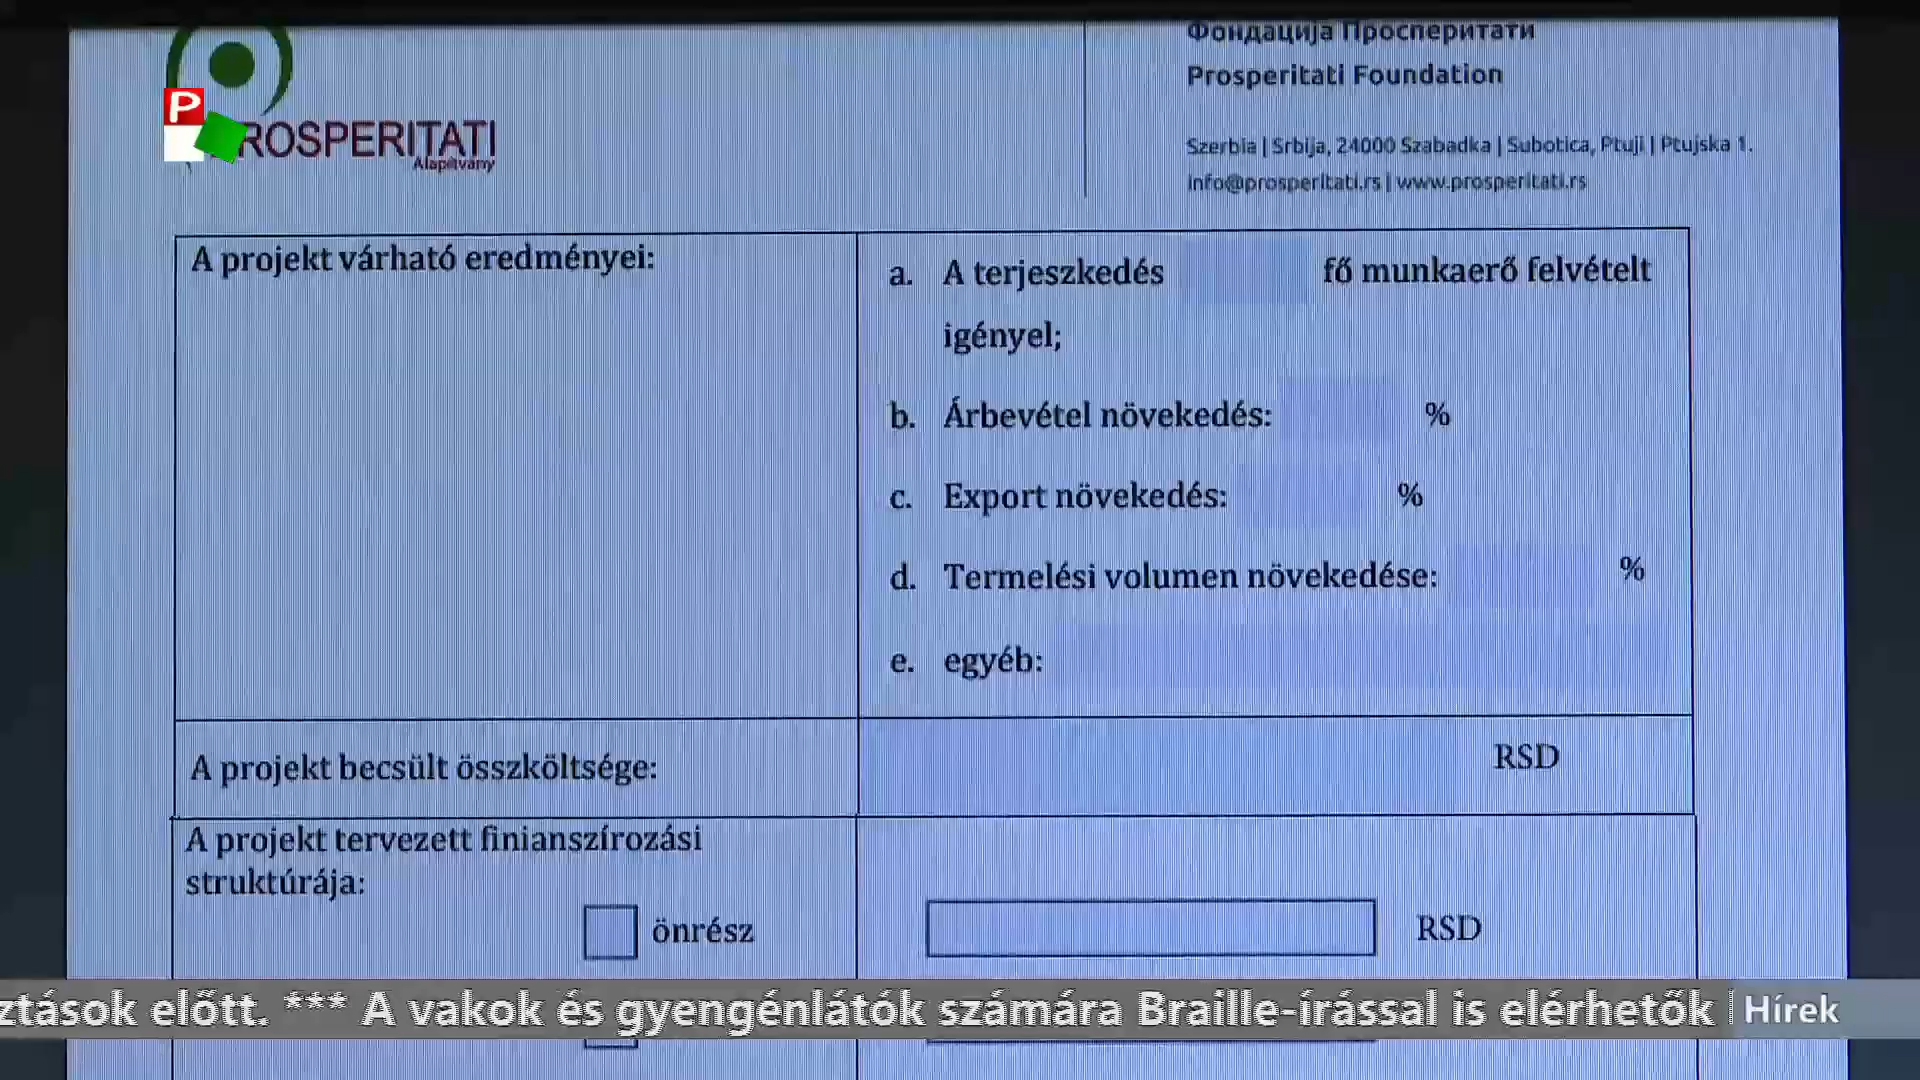 Фондација Просперитати
Prosperitati Foundation
P
ROSPERITATI
Alapítvány
Szerbia | Srbija, 24000 Szabadka | Subotica, Ptuji | Ptujska 1.
info@prosperitati.rs | www.prosperitati.rs
A projekt várható eredményei:
a. A terjeszkedés fő munkaerő felvételt
igényel;
b. Árbevétel növekedés: %
c. Export növekedés: %
d. Termelési volumen növekedése: %
e. egyéb:
A projekt becsült összköltsége: RSD
A projekt tervezett finianszírozási
struktúrája:
önrész RSD
ztások előtt. *** A vakok és gyengénlátók számára Braille-írással is elérhetők
Hírek